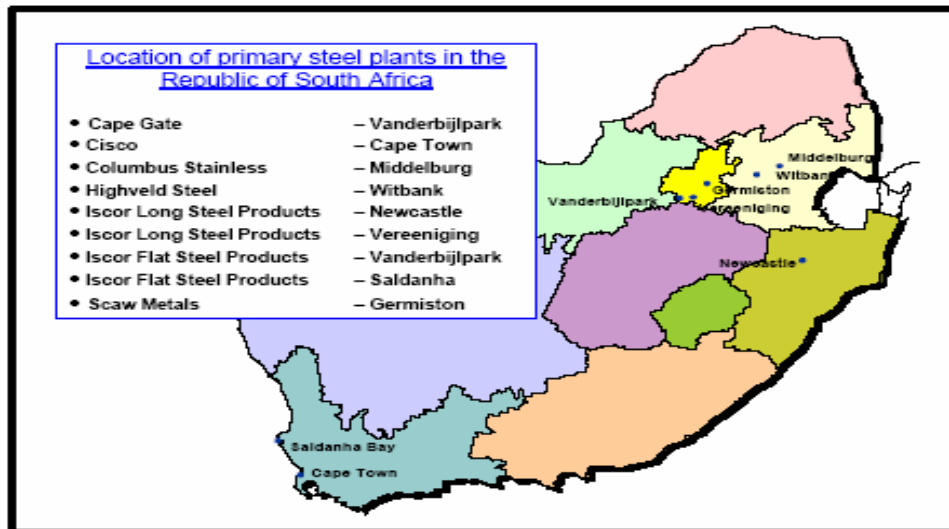 Location of primary steel plants in the
Republic of South Africa
• Cape Gate – Vanderbijlpark
• Cisco – Cape Town
• Columbus Stainless – Middelburg
• Highveld Steel – Witbank
• Iscor Long Steel Products – Newcastle
• Iscor Long Steel Products – Vereeniging
• Iscor Flat Steel Products – Vanderbijlpark
• Iscor Flat Steel Products – Saldanha
• Scaw Metals – Germiston
Middelburg
Witbank
Germiston
Vanderbijlpark
Vereeniging
Newcastle
Saldanha Bay
Cape Town